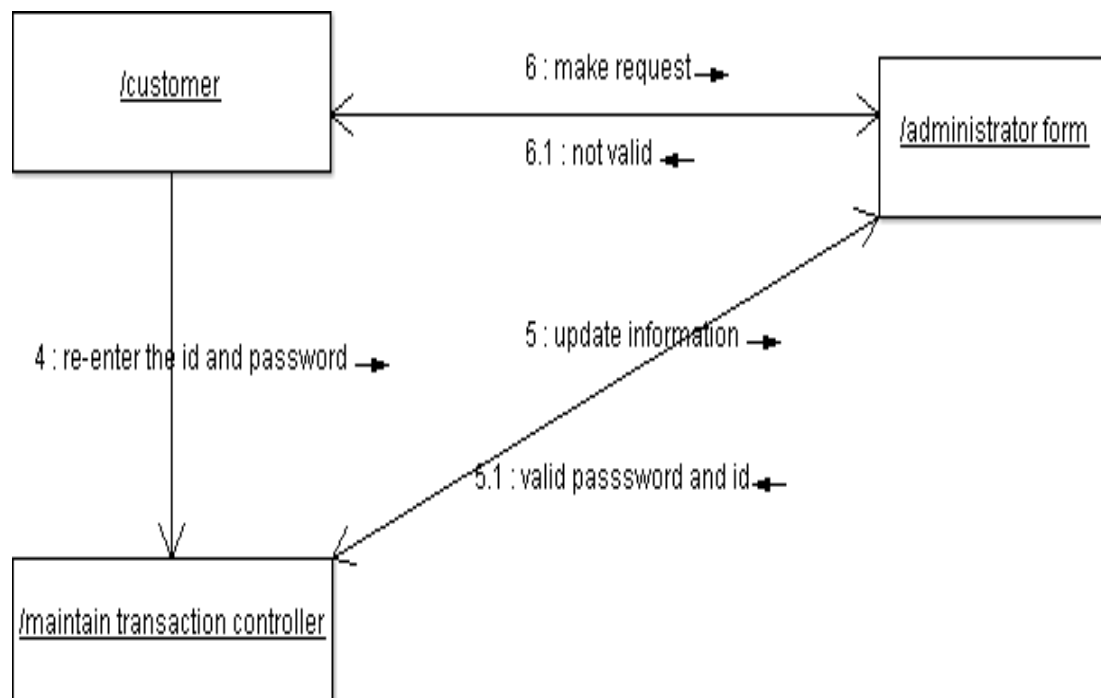 /customer
6 : make request
/administrator form
6.1 : not valid
5 : update information
4 : re-enter the id and password
5.1 : valid passsword and id
/maintain transaction controller